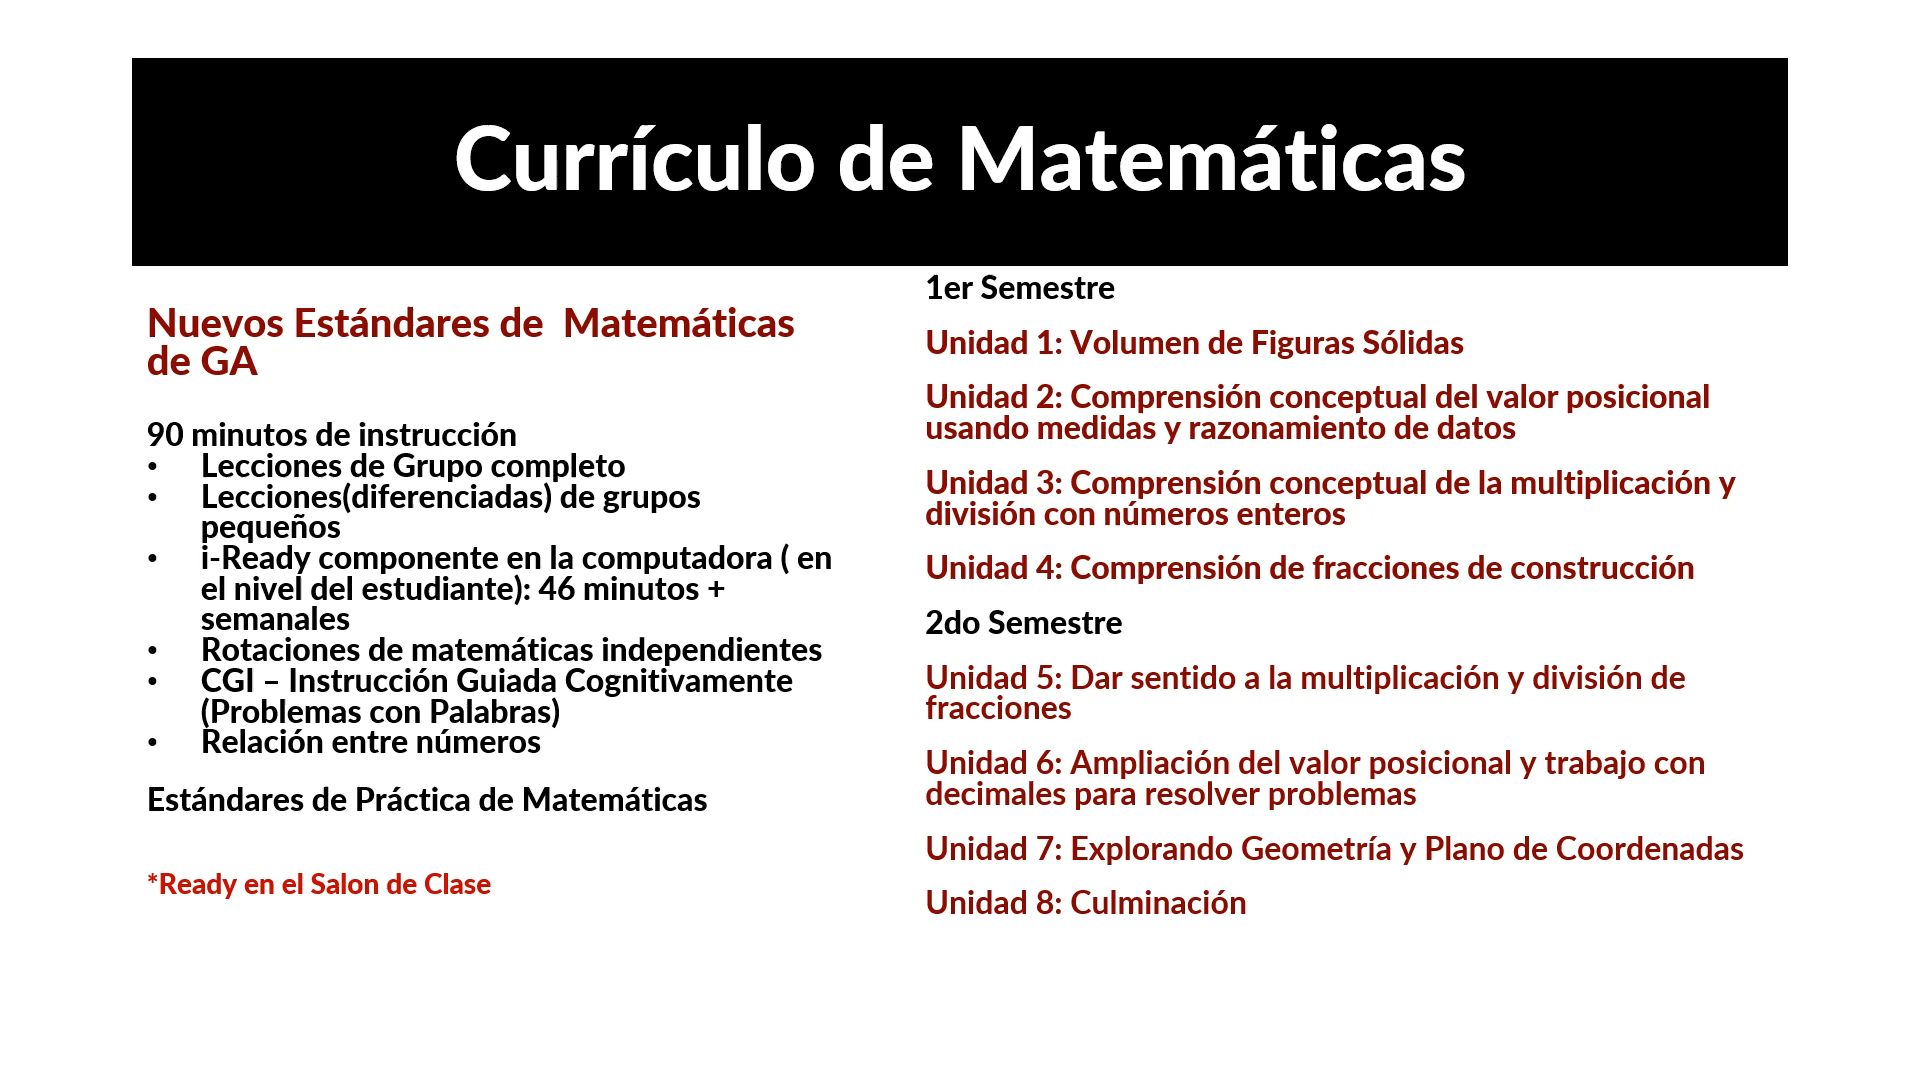 Currículo de Matemáticas
Nuevos Estándares de  Matemáticas
de GA
90 minutos de instrucción
• Lecciones de Grupo completo
• Lecciones(diferenciadas) de grupos
pequeños
• i-Ready componente en la computadora ( en
el nivel del estudiante): 46 minutos +
semanales
• Rotaciones de matemáticas independientes
• CGI – Instrucción Guiada Cognitivamente
(Problemas con Palabras)
• Relación entre números
Estándares de Práctica de Matemáticas
*Ready en el Salon de Clase
1er Semestre
Unidad 1: Volumen de Figuras Sólidas
Unidad 2: Comprensión conceptual del valor posicional
usando medidas y razonamiento de datos
Unidad 3: Comprensión conceptual de la multiplicación y
división con números enteros
Unidad 4: Comprensión de fracciones de construcción
2do Semestre
Unidad 5: Dar sentido a la multiplicación y división de
fracciones
Unidad 6: Ampliación del valor posicional y trabajo con
decimales para resolver problemas
Unidad 7: Explorando Geometría y Plano de Coordenadas
Unidad 8: Culminación